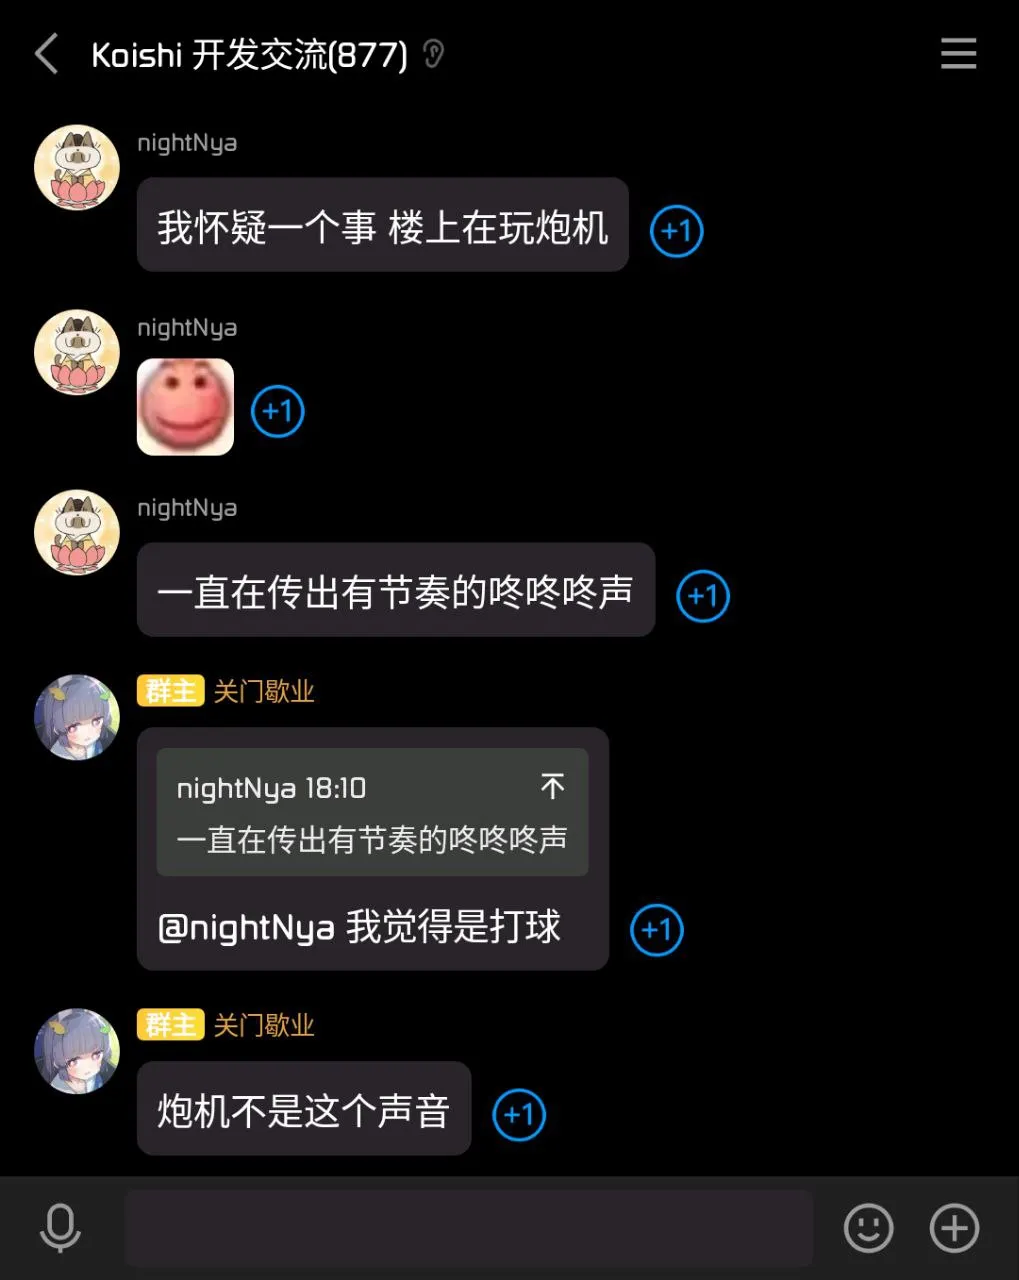 Koishi 开发交流(877)
nightNya
我怀疑一个事 楼上在玩炮机
+1
nightNya
+1
nightNya
一直在传出有节奏的咚咚咚声
+1
群主 关门歇业
nightNya 18:10
一直在传出有节奏的咚咚咚声
@nightNya 我觉得是打球
+1
群主 关门歇业
炮机不是这个声音
+1